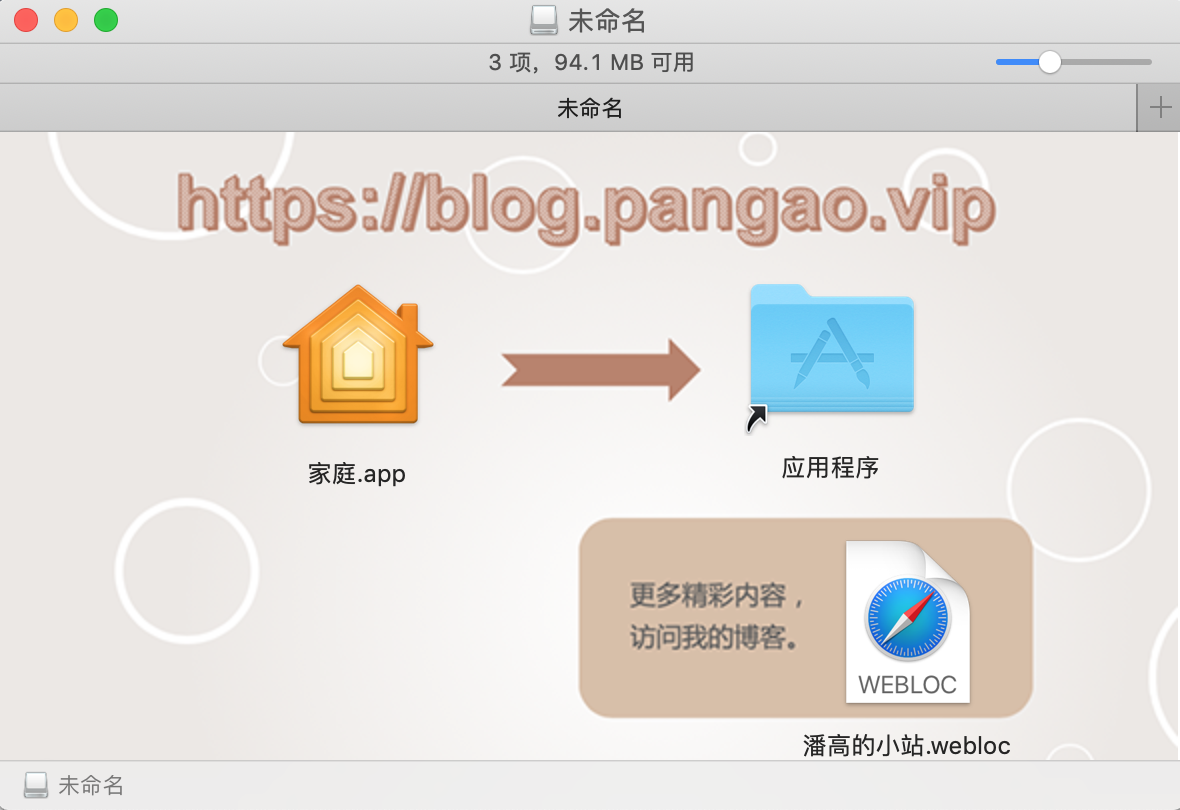 未命名
3 项，94.1 MB 可用
未命名
https://blog.pangao.vip
家庭.app
应用程序
更多精彩内容，
访问我的博客。
WEBLOC
潘高的小站.webloc
未命名